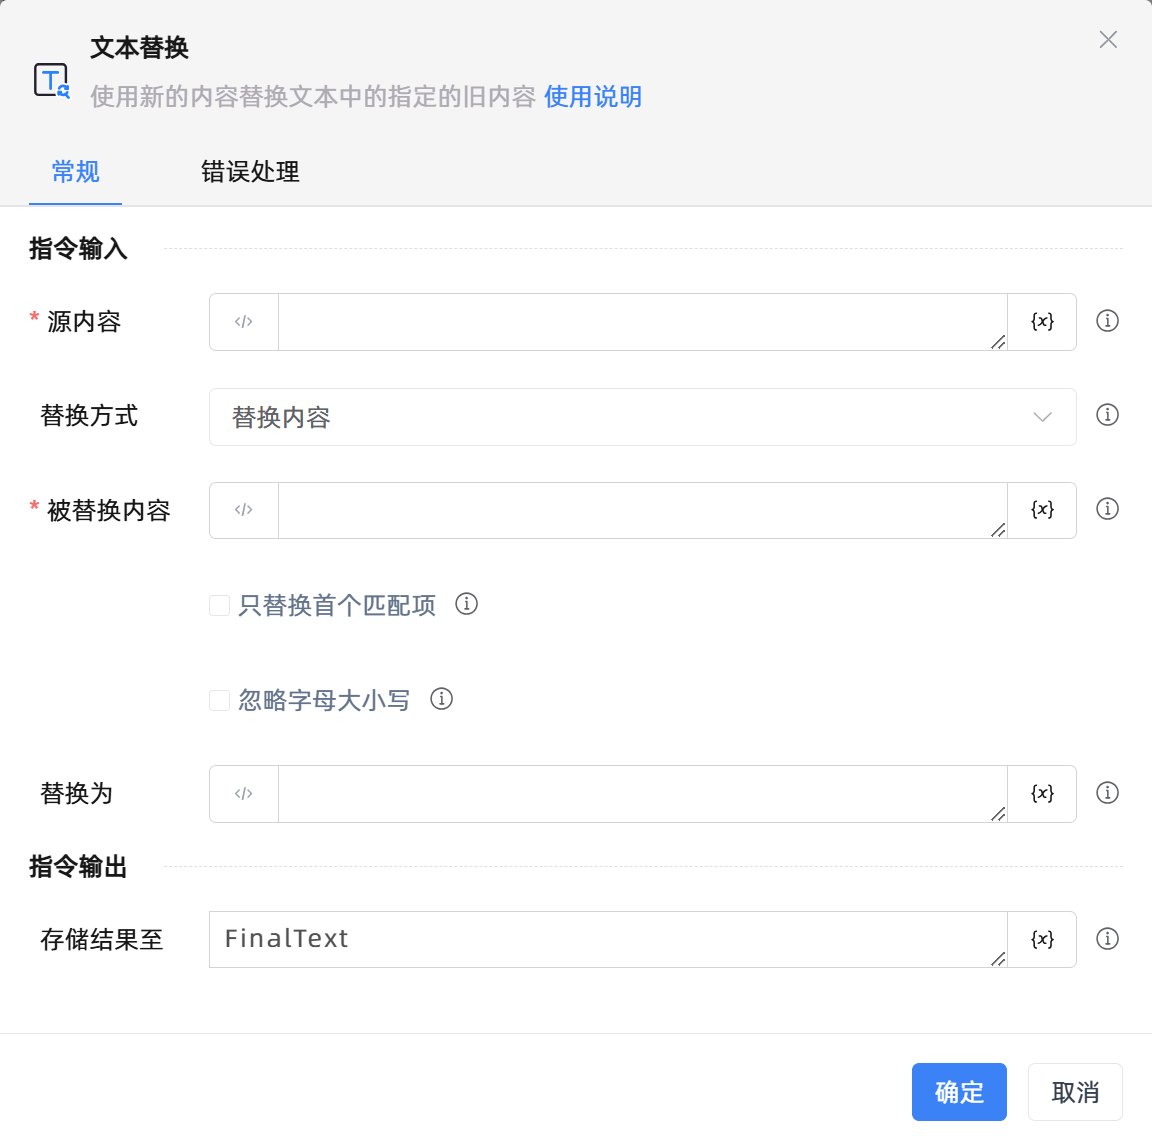 文本替换
使用新的内容替换文本中的指定的旧内容 使用说明
常规 错误处理
指令输入
* 源内容 </> {x}
替换方式 替换内容
* 被替换内容 </> {x}
只替换首个匹配项
忽略字母大小写
替换为 </> {x}
指令输出
存储结果至 FinalText {x}
确定 取消